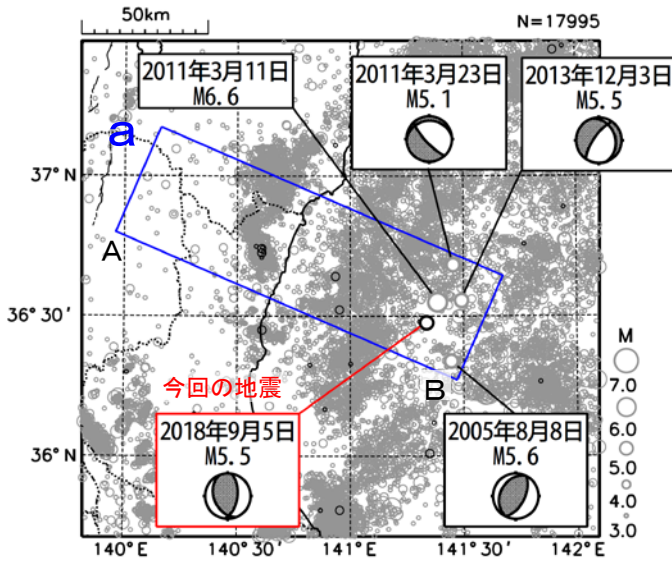 50km
N=17995
2011年3月11日
M6.6
2011年3月23日
M5.1
2013年12月3日
M5.5
a
37°N
A
36°30′
今回の地震
B
M
7.0
6.0
5.0
4.0
3.0
2018年9月5日
M5.5
2005年8月8日
M5.6
36°N
140°E
140°30′
141°E
141°30′
142°E